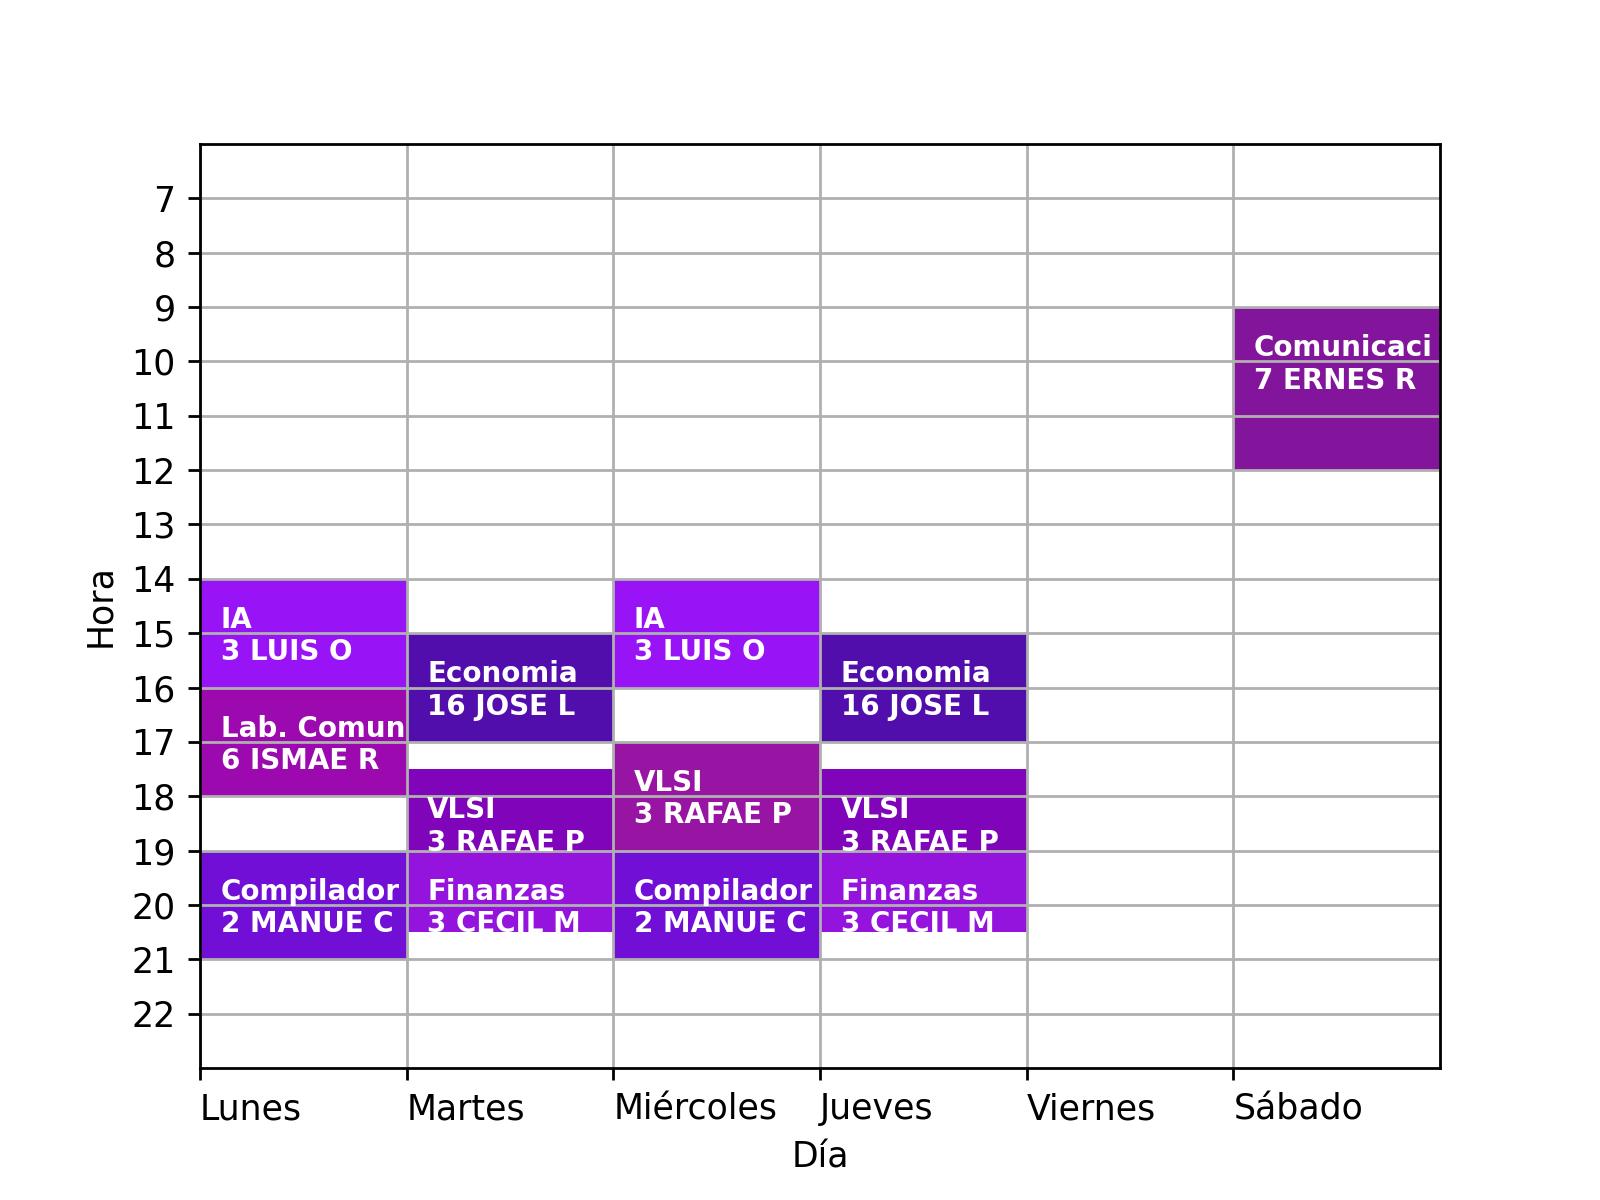 7
8
9
10
11
12
13
14
15
16
17
18
19
20
21
22
Hora
IA
3 LUIS O
Lab. Comun
6 ISMAE R
Compilador
2 MANUE C
Economia
16 JOSE L
VLSI
3 RAFAE P
Finanzas
3 CECIL M
IA
3 LUIS O
VLSI
3 RAFAE P
Compilador
2 MANUE C
Economia
16 JOSE L
VLSI
3 RAFAE P
Finanzas
3 CECIL M
Comunicaci
7 ERNES R
Lunes
Martes
Miércoles
Jueves
Viernes
Sábado
Día